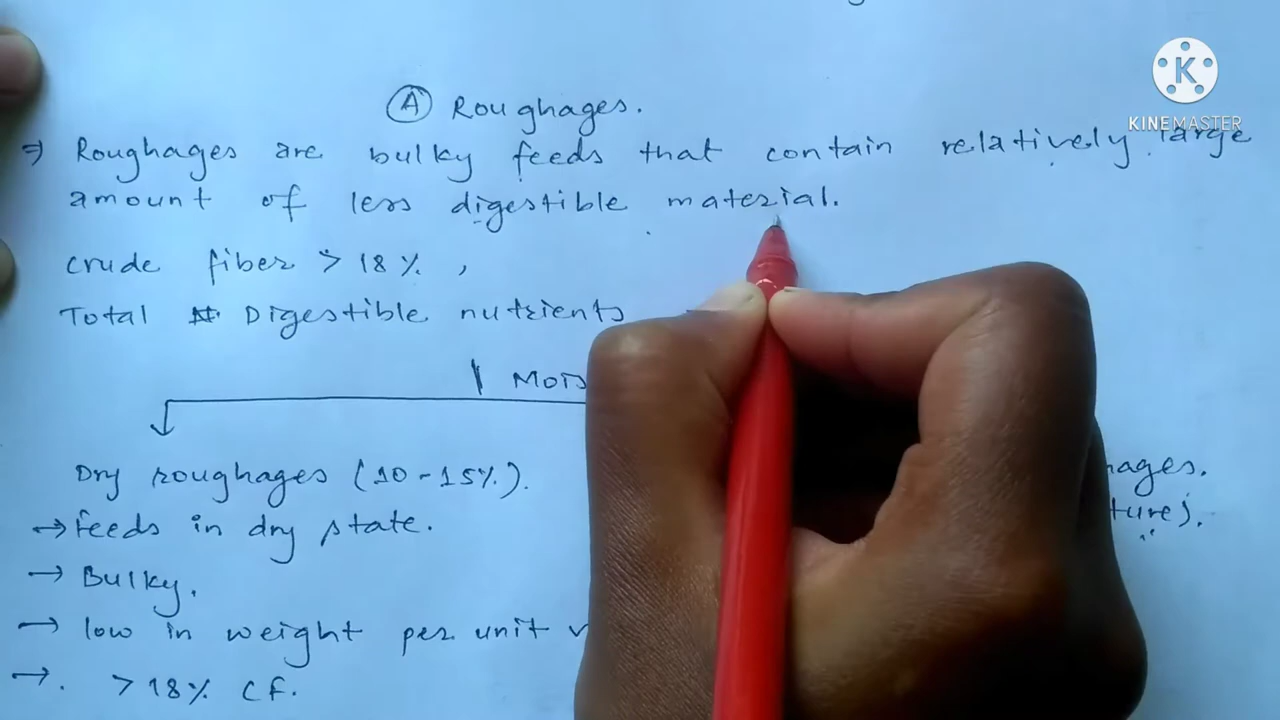 K
KINEMASTER
Ⓐ Roughages.
⇒ Roughages are bulky feeds that contain relatively large
amount of less digestible material.
crude fiber > 18 % ,
Total Digestible nutrients
Mois
Dry roughages (10-15%).
hages.
→ feeds in dry state.
ture).
→ Bulky.
→ low in weight per unit v
→. > 18% CF.